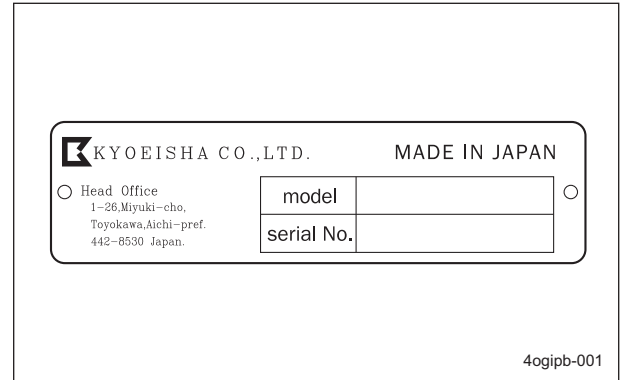 KYOEISHA CO.,LTD. MADE IN JAPAN
Head Office
1-26,Miyuki-cho,
Toyokawa,Aichi-pref.
442-8530 Japan.
model
serial No.
4ogipb-001